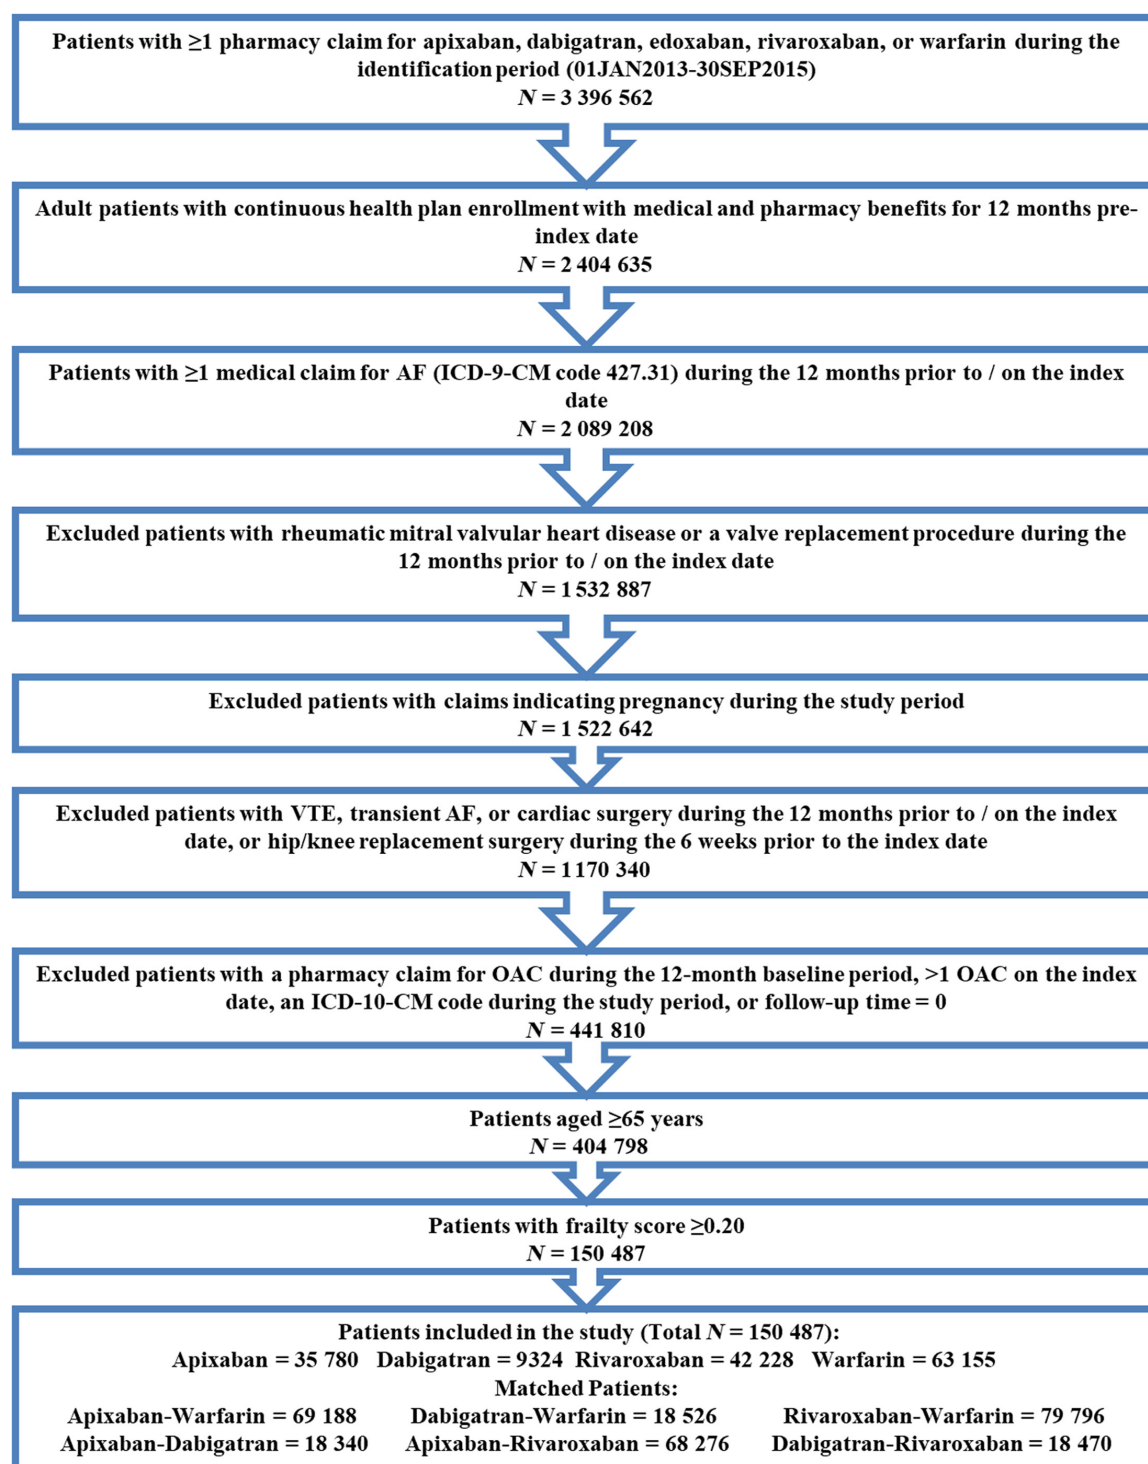 Patients with ≥1 pharmacy claim for apixaban, dabigatran, edoxaban, rivaroxaban, or warfarin during the
identification period (01JAN2013-30SEP2015)
N = 3 396 562
Adult patients with continuous health plan enrollment with medical and pharmacy benefits for 12 months pre-
index date
N = 2 404 635
Patients with ≥1 medical claim for AF (ICD-9-CM code 427.31) during the 12 months prior to / on the index
date
N = 2 089 208
Excluded patients with rheumatic mitral valvular heart disease or a valve replacement procedure during the
12 months prior to / on the index date
N = 1 532 887
Excluded patients with claims indicating pregnancy during the study period
N = 1 522 642
Excluded patients with VTE, transient AF, or cardiac surgery during the 12 months prior to / on the index
date, or hip/knee replacement surgery during the 6 weeks prior to the index date
N = 1 170 340
Excluded patients with a pharmacy claim for OAC during the 12-month baseline period, >1 OAC on the index
date, an ICD-10-CM code during the study period, or follow-up time = 0
N = 441 810
Patients aged ≥65 years
N = 404 798
Patients with frailty score ≥0.20
N = 150 487
Patients included in the study (Total N = 150 487):
Apixaban = 35 780 Dabigatran = 9324 Rivaroxaban = 42 228 Warfarin = 63 155
Matched Patients:
Apixaban-Warfarin = 69 188 Dabigatran-Warfarin = 18 526 Rivaroxaban-Warfarin = 79 796
Apixaban-Dabigatran = 18 340 Apixaban-Rivaroxaban = 68 276 Dabigatran-Rivaroxaban = 18 470